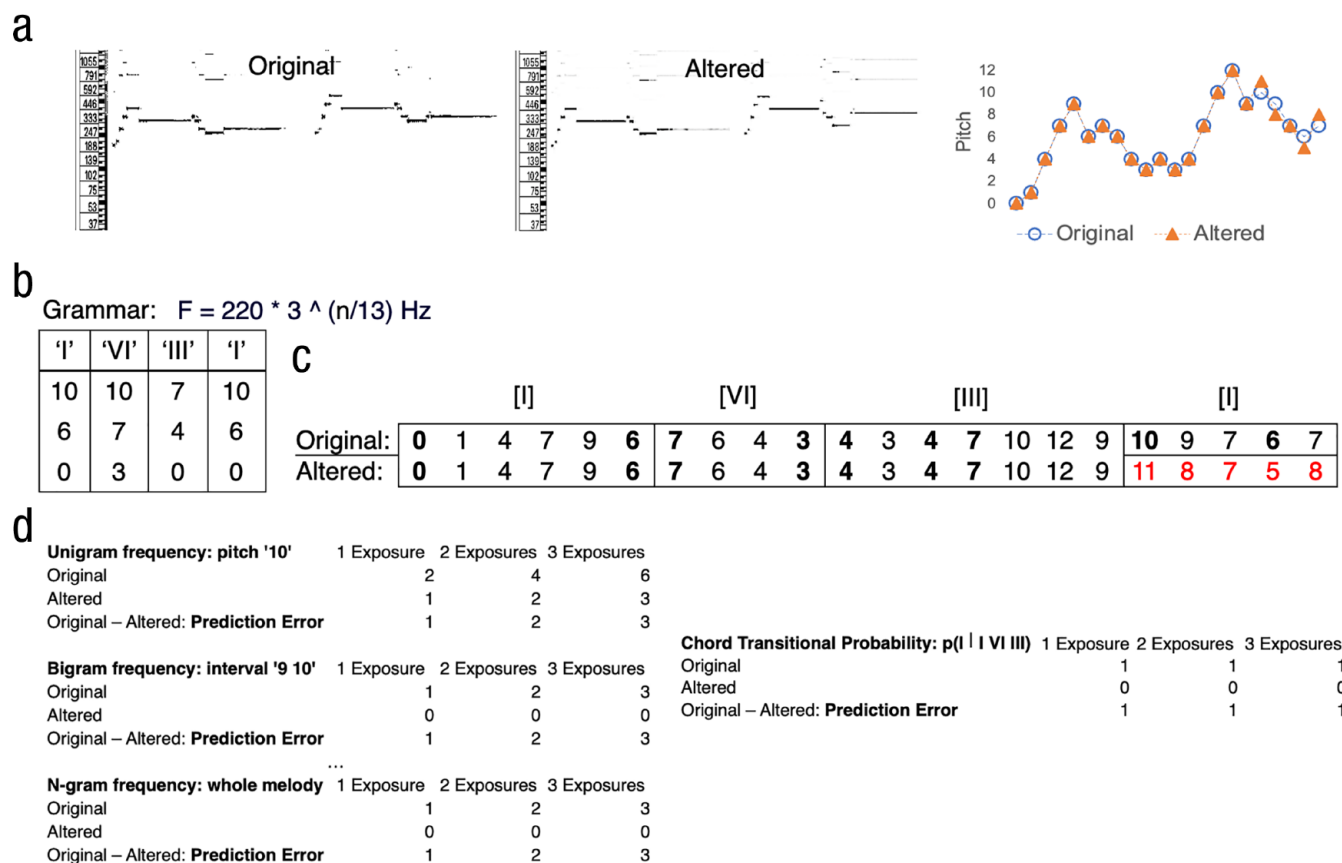 a
Original
Altered
1055
791
592
446
333
247
188
139
102
75
53
37
1055
791
592
446
333
247
188
139
102
75
53
37
12
10
8
6
4
2
0
Pitch
Original Altered
b
Grammar: F = 220 * 3 ^ (n/13) Hz
‘I’ ‘VI’ ‘III’ ‘I’
10 10 7 10
6 7 4 6
0 3 0 0
c
[I] [VI] [III] [I]
Original: 0 1 4 7 9 6 7 6 4 3 4 3 4 7 10 12 9 10 9 7 6 7
Altered: 0 1 4 7 9 6 7 6 4 3 4 3 4 7 10 12 9 11 8 7 5 8
d
Unigram frequency: pitch '10' 1 Exposure 2 Exposures 3 Exposures
Original 2 4 6
Altered 1 2 3
Original – Altered: Prediction Error 1 2 3
Bigram frequency: interval '9 10' 1 Exposure 2 Exposures 3 Exposures
Original 1 2 3
Altered 0 0 0
Original – Altered: Prediction Error 1 2 3
...
N-gram frequency: whole melody 1 Exposure 2 Exposures 3 Exposures
Original 1 2 3
Altered 0 0 0
Original – Altered: Prediction Error 1 2 3
Chord Transitional Probability: p(I | I VI III) 1 Exposure 2 Exposures 3 Exposures
Original 1 1 1
Altered 0 0 0
Original – Altered: Prediction Error 1 1 1